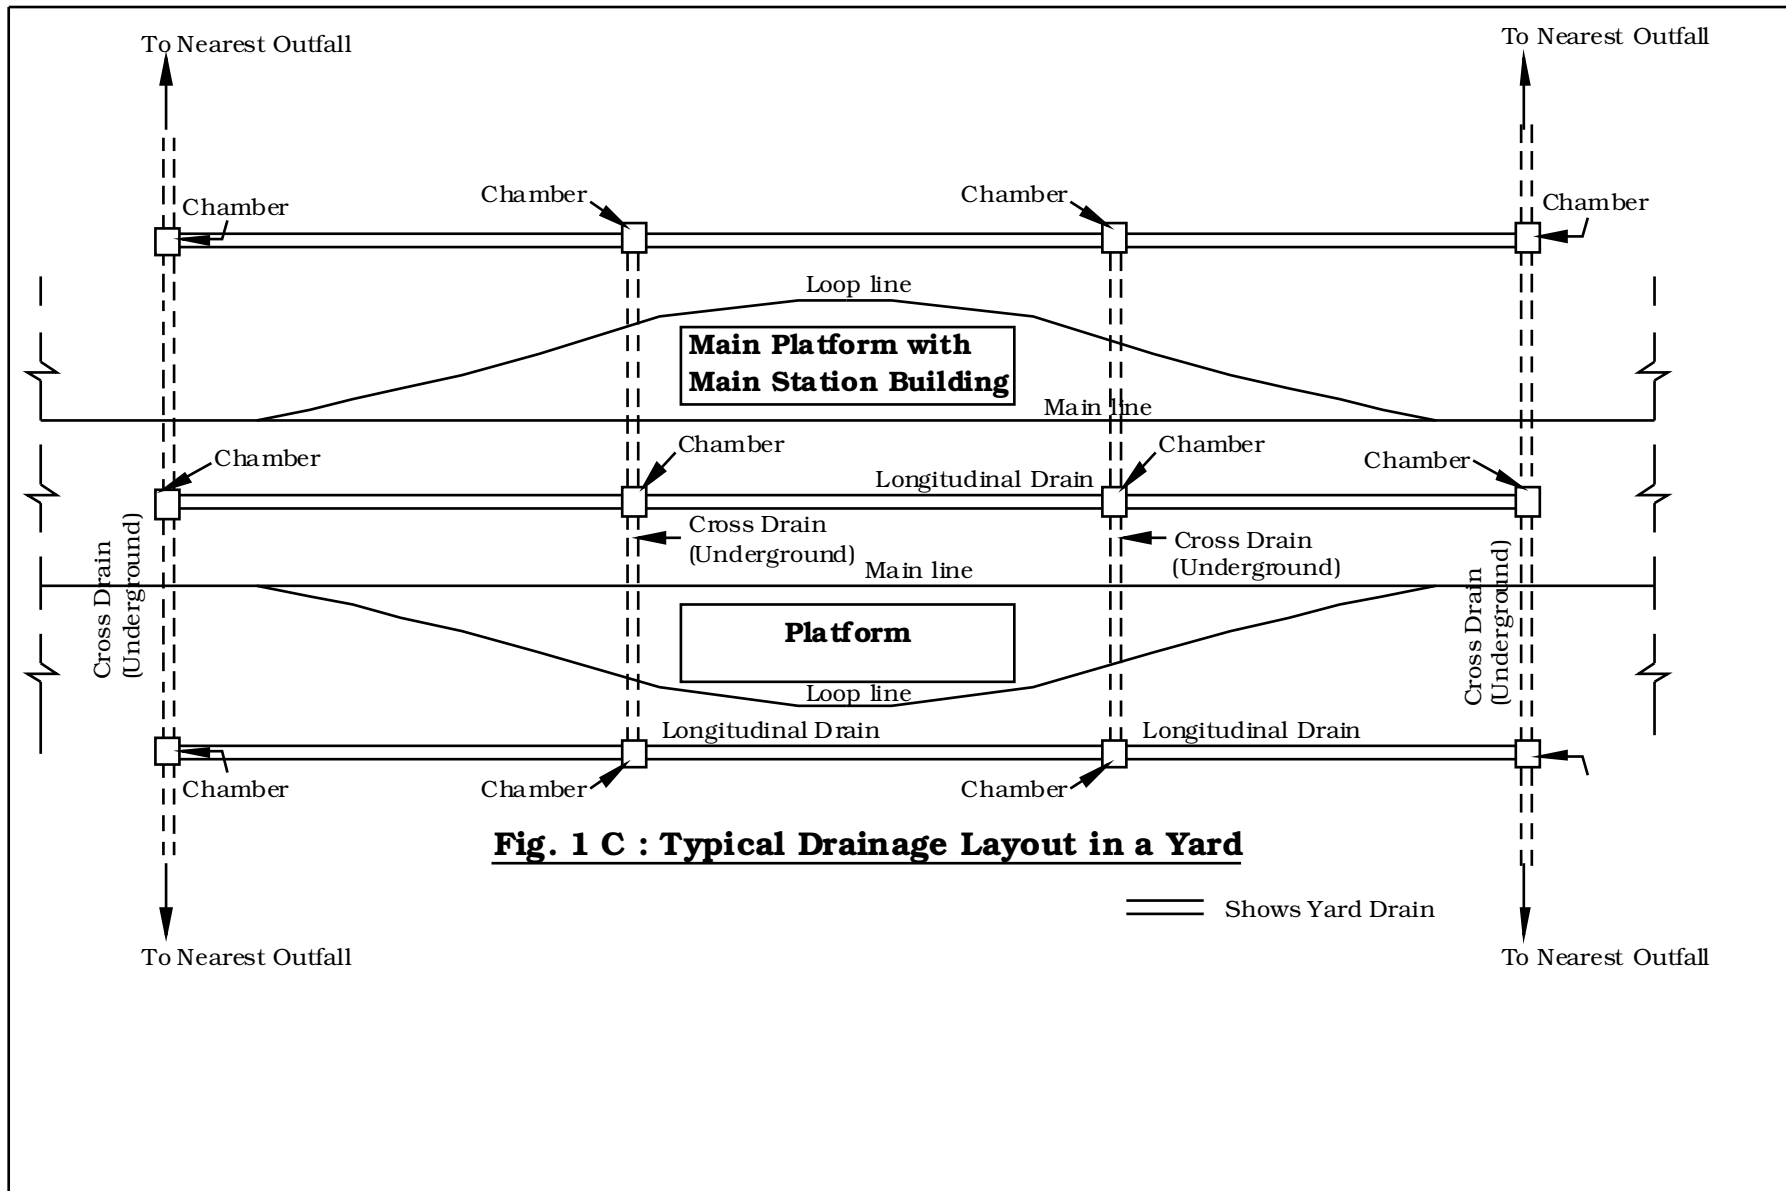 To Nearest Outfall
To Nearest Outfall
Chamber
Chamber
Chamber
Chamber
Loop line
Main Platform with
Main Station Building
Main line
Chamber
Chamber
Chamber
Chamber
Longitudinal Drain
Cross Drain
(Underground)
Cross Drain
(Underground)
Cross Drain
(Underground)
Cross Drain
(Underground)
Main line
Platform
Loop line
Longitudinal Drain
Longitudinal Drain
Chamber
Chamber
Chamber
Fig. 1 C : Typical Drainage Layout in a Yard
Shows Yard Drain
To Nearest Outfall
To Nearest Outfall